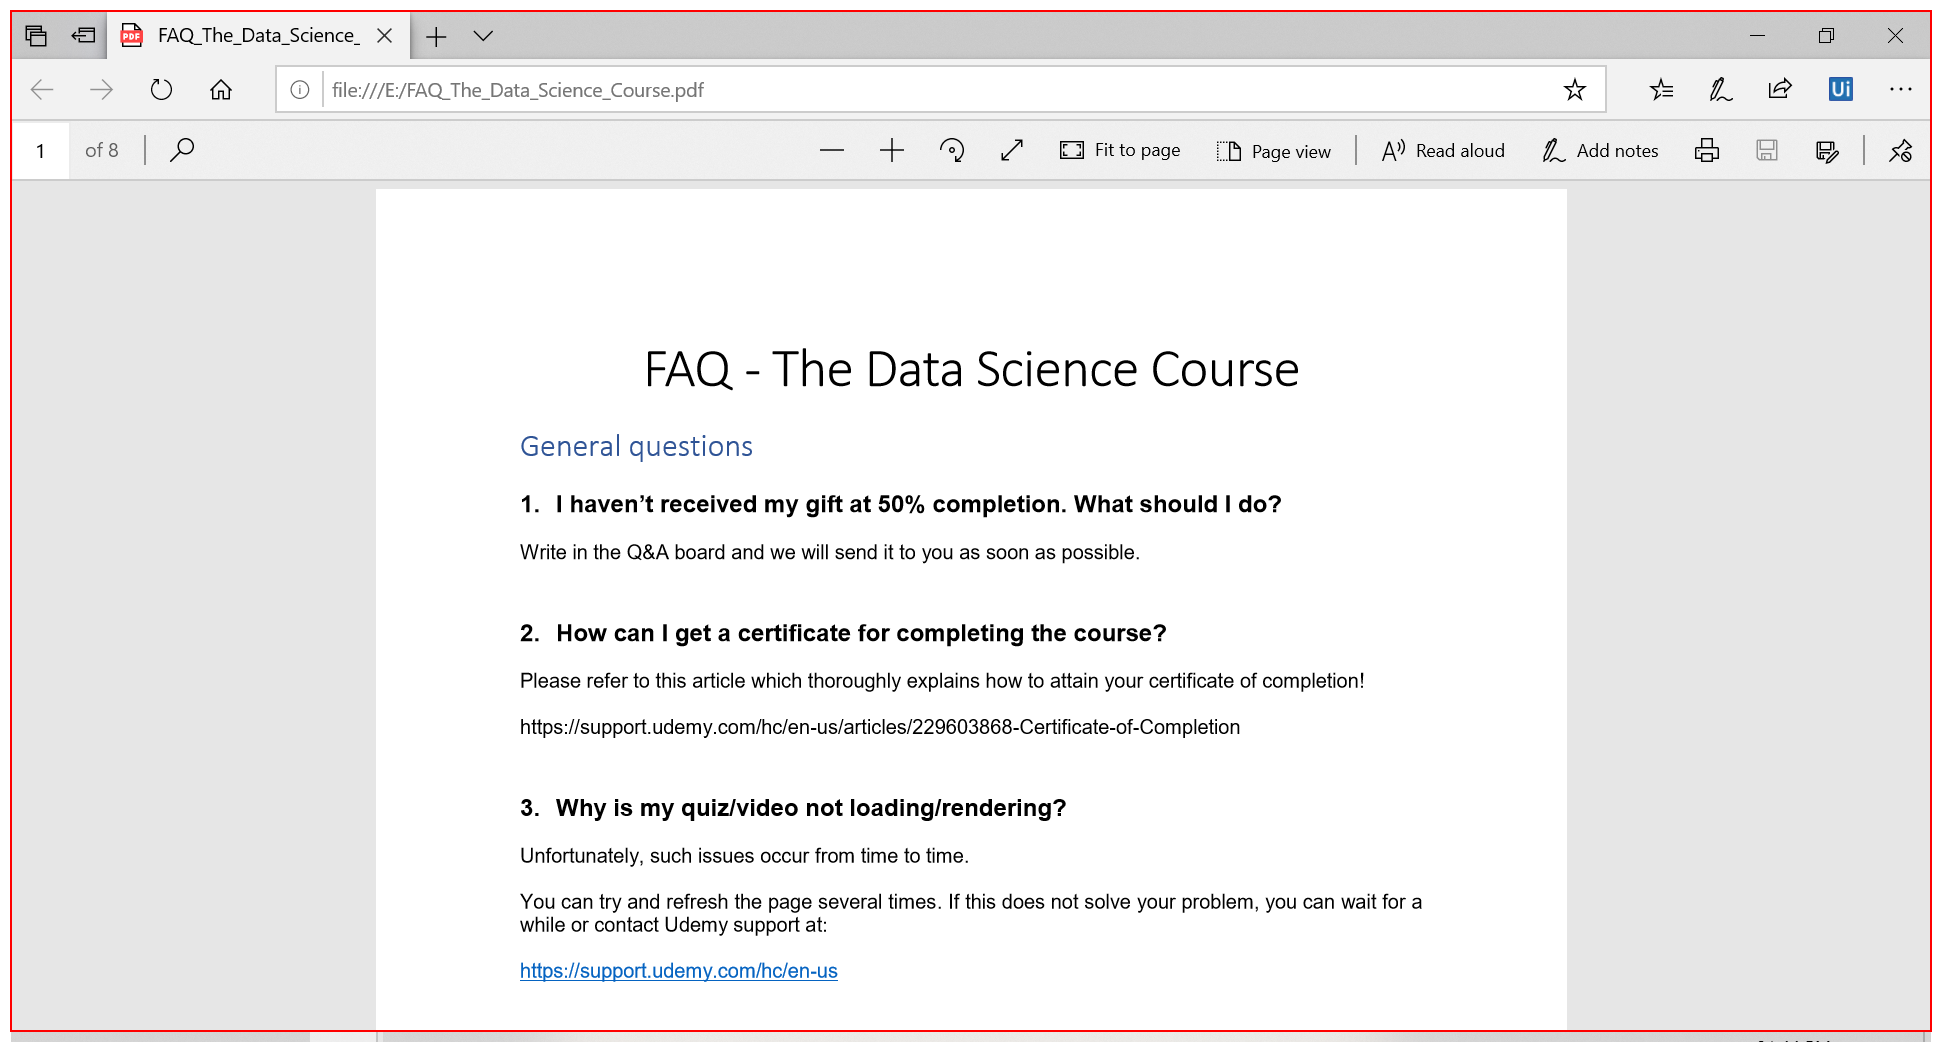 FAQ_The_Data_Science_
file:///E:/FAQ_The_Data_Science_Course.pdf
Ui
1 of 8
Fit to page
Page view
Read aloud
Add notes
FAQ - The Data Science Course
General questions
1. I haven’t received my gift at 50% completion. What should I do?
Write in the Q&A board and we will send it to you as soon as possible.
2. How can I get a certificate for completing the course?
Please refer to this article which thoroughly explains how to attain your certificate of completion!
https://support.udemy.com/hc/en-us/articles/229603868-Certificate-of-Completion
3. Why is my quiz/video not loading/rendering?
Unfortunately, such issues occur from time to time.
You can try and refresh the page several times. If this does not solve your problem, you can wait for a
while or contact Udemy support at:
https://support.udemy.com/hc/en-us